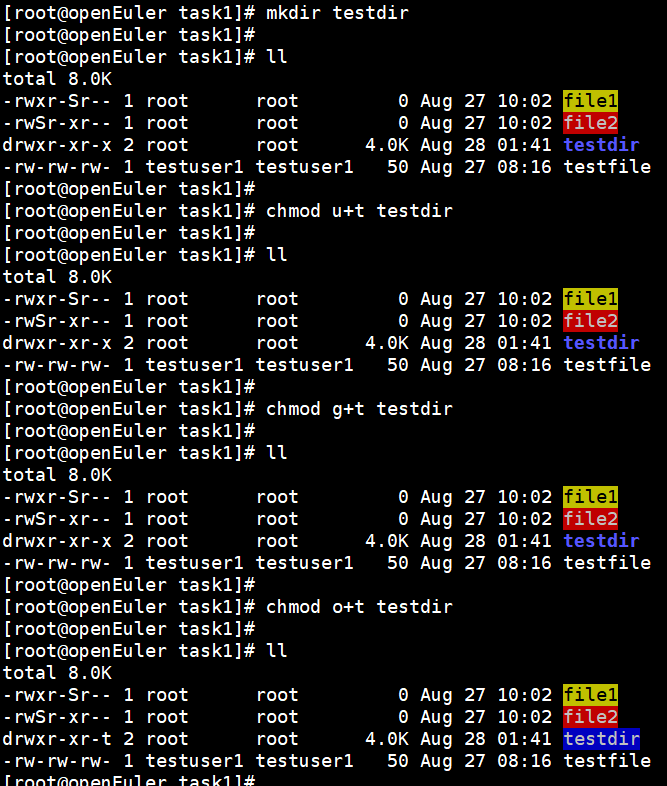 [root@openEuler task1]# mkdir testdir
[root@openEuler task1]#
[root@openEuler task1]# ll
total 8.0K
-rwxr-Sr-- 1 root      root         0 Aug 27 10:02 file1
-rwSr-xr-- 1 root      root         0 Aug 27 10:02 file2
drwxr-xr-x 2 root      root      4.0K Aug 28 01:41 testdir
-rw-rw-rw- 1 testuser1 testuser1   50 Aug 27 08:16 testfile
[root@openEuler task1]#
[root@openEuler task1]# chmod u+t testdir
[root@openEuler task1]#
[root@openEuler task1]# ll
total 8.0K
-rwxr-Sr-- 1 root      root         0 Aug 27 10:02 file1
-rwSr-xr-- 1 root      root         0 Aug 27 10:02 file2
drwxr-xr-x 2 root      root      4.0K Aug 28 01:41 testdir
-rw-rw-rw- 1 testuser1 testuser1   50 Aug 27 08:16 testfile
[root@openEuler task1]#
[root@openEuler task1]# chmod g+t testdir
[root@openEuler task1]#
[root@openEuler task1]# ll
total 8.0K
-rwxr-Sr-- 1 root      root         0 Aug 27 10:02 file1
-rwSr-xr-- 1 root      root         0 Aug 27 10:02 file2
drwxr-xr-x 2 root      root      4.0K Aug 28 01:41 testdir
-rw-rw-rw- 1 testuser1 testuser1   50 Aug 27 08:16 testfile
[root@openEuler task1]#
[root@openEuler task1]# chmod o+t testdir
[root@openEuler task1]#
[root@openEuler task1]# ll
total 8.0K
-rwxr-Sr-- 1 root      root         0 Aug 27 10:02 file1
-rwSr-xr-- 1 root      root         0 Aug 27 10:02 file2
drwxr-xr-t 2 root      root      4.0K Aug 28 01:41 testdir
-rw-rw-rw- 1 testuser1 testuser1   50 Aug 27 08:16 testfile
[root@openEuler task1]#